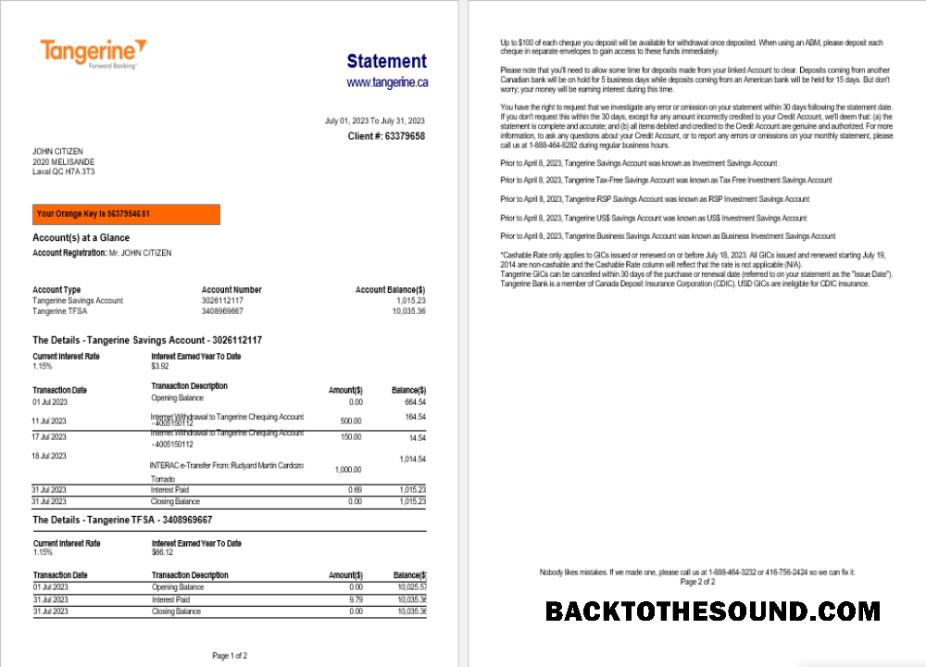 Tangerine
Forward Banking®
Statement
www.tangerine.ca
July 01, 2023 To July 31, 2023
Client #: 63379658
JOHN CITIZEN
2020 MELISANDE
Laval QC H7A 3T3
Your Orange Key Is 5637954681
Account(s) at a Glance
Account Registration: Mr. JOHN CITIZEN
Account Type Account Number Account Balance($)
Tangerine Savings Account 3026112117 1,015.23
Tangerine TFSA 3408969667 10,035.36
The Details - Tangerine Savings Account - 3026112117
Current Interest Rate Interest Earned Year To Date
1.15% $3.92
Transaction Date Transaction Description Amount($) Balance($)
01 Jul 2023 Opening Balance 0.00 664.54
11 Jul 2023 Internet Withdrawal to Tangerine Chequing Account 500.00 164.54
-4005150112
17 Jul 2023 Internet Withdrawal to Tangerine Chequing Account 150.00 14.54
-4005150112
18 Jul 2023 1,014.54
INTERAC e-Transfer From: Rudyard Martin Cardozo 1,000.00
Torrado
31 Jul 2023 Interest Paid 0.69 1,015.23
31 Jul 2023 Closing Balance 0.00 1,015.23
The Details - Tangerine TFSA - 3408969667
Current Interest Rate Interest Earned Year To Date
1.15% $66.12
Transaction Date Transaction Description Amount($) Balance($)
01 Jul 2023 Opening Balance 0.00 10,025.57
31 Jul 2023 Interest Paid 9.79 10,035.36
31 Jul 2023 Closing Balance 0.00 10,035.36
Page 1 of 2
Up to $100 of each cheque you deposit will be available for withdrawal once deposited. When using an ABM, please deposit each
cheque in separate envelopes to gain access to these funds immediately.
Please note that you'll need to allow some time for deposits made from your linked Account to clear. Deposits coming from another
Canadian bank will be on hold for 5 business days while deposits coming from an American bank will be held for 15 days. But don't
worry; your money will be earning interest during this time.
You have the right to request that we investigate any error or omission on your statement within 30 days following the statement date.
If you don't request this within the 30 days, except for any amount incorrectly credited to your Credit Account, we'll deem that: (a) the
statement is complete and accurate; and (b) all items debited and credited to the Credit Account are genuine and authorized. For more
information, to ask questions about your Credit Account, or to report any errors or omissions on your monthly statement, please
call us at 1-888-464-8282 during regular business hours.
Prior to April 8, 2023, Tangerine Savings Account was known as Investment Savings Account
Prior to April 8, 2023, Tangerine Tax-Free Savings Account was known as Tax Free Investment Savings Account
Prior to April 8, 2023, Tangerine RSP Savings Account was known as RSP Investment Savings Account
Prior to April 8, 2023, Tangerine US$ Savings Account was known as US$ Investment Savings Account
Prior to April 8, 2023, Tangerine Business Savings Account was known as Business Investment Savings Account
*Cashable Rate only applies to GICs issued or renewed on or before July 18, 2023. All GICs issued and renewed starting July 19,
2014 are non-cashable and the Cashable Rate column will reflect that the rate is not applicable (N/A).
Tangerine GICs can be cancelled within 30 days of the purchase or renewal date (referred to on your statement as the "Issue Date").
Tangerine Bank is a member of Canada Deposit Insurance Corporation (CDIC). USD GICs are ineligible for CDIC insurance.
Nobody likes mistakes. If we made one, please call us at 1-888-464-3232 or 416-756-2424 so we can fix it.
Page 2 of 2
BACKTOTHESOUND.COM